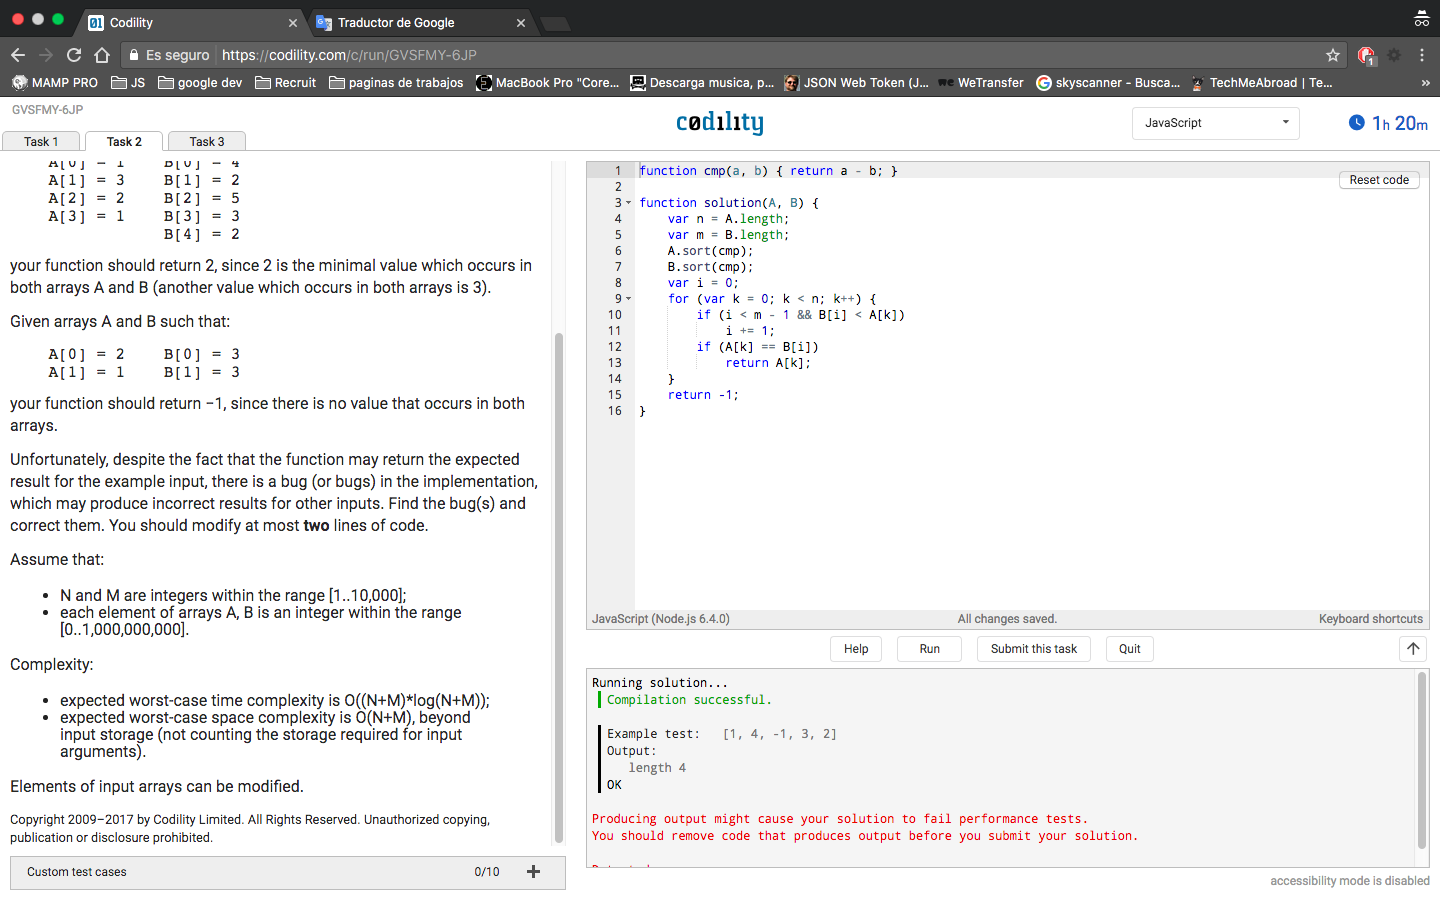 Codility
Traductor de Google
Es seguro
https://codility.com/c/run/GVSFMY-6JP
MAMP PRO
JS
google dev
Recruit
paginas de trabajos
MacBook Pro "Core...
Descarga musica, p...
JSON Web Token (J...
WeTransfer
skyscanner - Busca...
TechMeAbroad | Te...
GVSFMY-6JP
codility
JavaScript
1h 20m
Task 1
Task 2
Task 3
A[0] = 1 B[0] = 4
A[1] = 3 B[1] = 2
A[2] = 2 B[2] = 5
A[3] = 1 B[3] = 3
B[4] = 2
your function should return 2, since 2 is the minimal value which occurs in
both arrays A and B (another value which occurs in both arrays is 3).
Given arrays A and B such that:
A[0] = 2 B[0] = 3
A[1] = 1 B[1] = 3
your function should return −1, since there is no value that occurs in both
arrays.
Unfortunately, despite the fact that the function may return the expected
result for the example input, there is a bug (or bugs) in the implementation,
which may produce incorrect results for other inputs. Find the bug(s) and
correct them. You should modify at most two lines of code.
Assume that:
• N and M are integers within the range [1..10,000];
• each element of arrays A, B is an integer within the range
[0..1,000,000,000].
Complexity:
• expected worst-case time complexity is O((N+M)*log(N+M));
• expected worst-case space complexity is O(N+M), beyond
input storage (not counting the storage required for input
arguments).
Elements of input arrays can be modified.
Copyright 2009–2017 by Codility Limited. All Rights Reserved. Unauthorized copying,
publication or disclosure prohibited.
Custom test cases
0/10
+
1 function cmp(a, b) { return a - b; }
Reset code
2
3 function solution(A, B) {
4 var n = A.length;
5 var m = B.length;
6 A.sort(cmp);
7 B.sort(cmp);
8 var i = 0;
9 for (var k = 0; k < n; k++) {
10 if (i < m - 1 && B[i] < A[k])
11 i += 1;
12 if (A[k] == B[i])
13 return A[k];
14 }
15 return -1;
16 }
JavaScript (Node.js 6.4.0)
All changes saved.
Keyboard shortcuts
Help
Run
Submit this task
Quit
Running solution...
Compilation successful.
Example test: [1, 4, -1, 3, 2]
Output:
length 4
OK
Producing output might cause your solution to fail performance tests.
You should remove code that produces output before you submit your solution.
accessibility mode is disabled